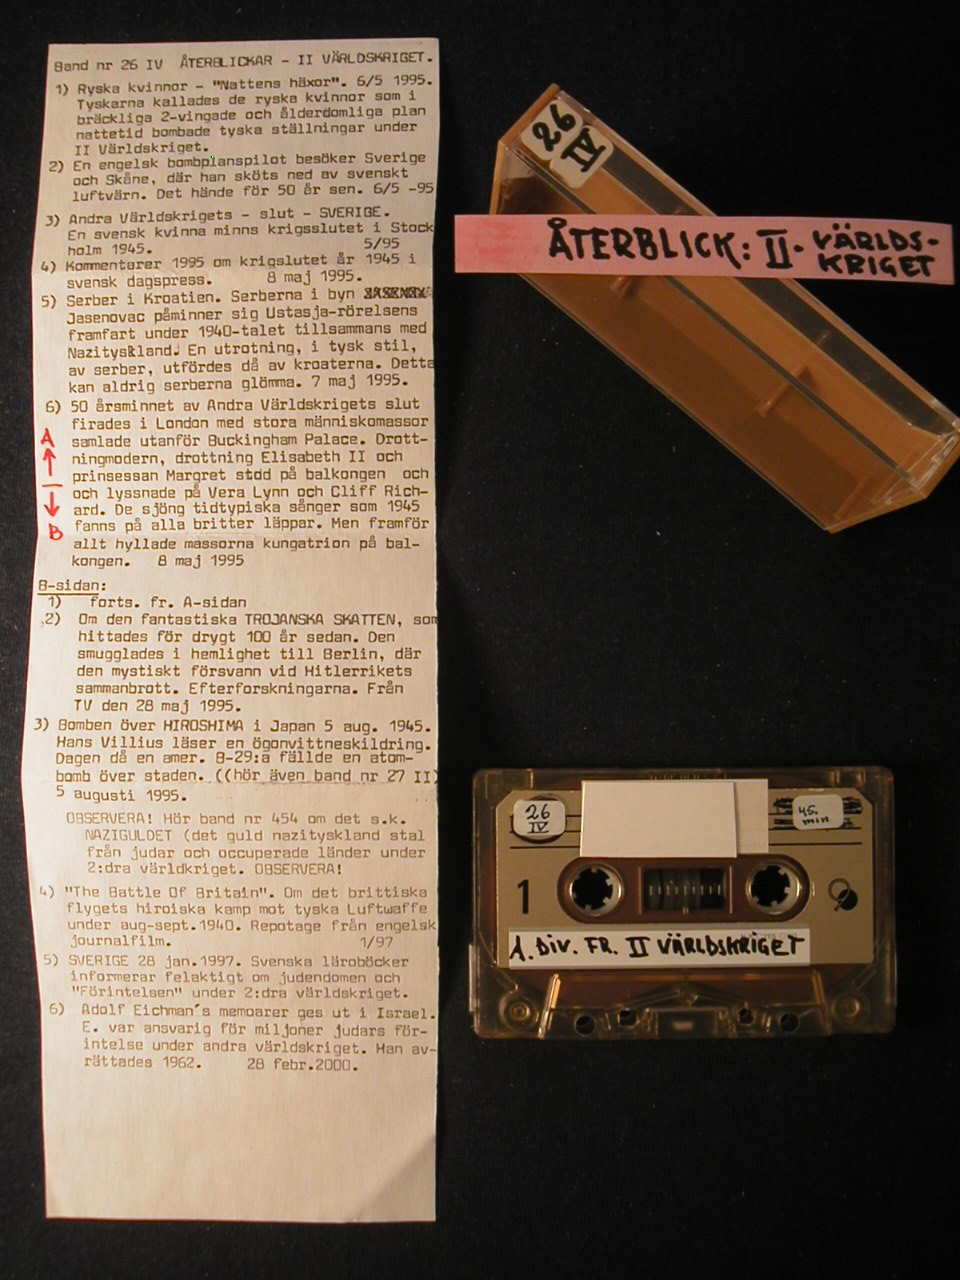 Band nr 26 IV ÅTERBLICKAR - II VÄRLDSKRIGET.
1) Ryska kvinnor - "Nattens häxor". 6/5 1995.
Tyskarna kallades de ryska kvinnor som i
bräckliga 2-vingade och ålderdomliga plan
nattetid bombade tyska ställningar under
II Världskriget.
2) En engelsk bombplanspilot besöker Sverige
och Skåne, där han sköts ned av svenskt
luftvärn. Det hände för 50 år sen. 6/5 -95
3) Andra Världskrigets - slut - SVERIGE.
En svensk kvinna minns krigsslutet i Stock
holm 1945. 5/95
4) Kommentarer 1995 om krigslutet år 1945 i
svensk dagspress. 8 maj 1995.
5) Serber i Kroatien. Serberna i byn
Jasenovac påminner sig Ustasja-rörelsens
framfart under 1940-talet tillsammans med
Nazityskland. En utrotning, i tysk stil,
av serber, utfördes då av kroaterna. Detta
kan aldrig serberna glömma. 7 maj 1995.
6) 50 årsminnet av Andra Världskrigets slut
firades i London med stora människomassor
A samlade utanför Buckingham Palace. Drott-
ningmodern, drottning Elisabeth II och
prinsessan Margret stod på balkongen och
och lyssnade på Vera Lynn och Cliff Rich-
ard. De sjöng tidtypiska sånger som 1945
B fanns på alla britter läppar. Men framför
allt hyllade massorna kungatrion på bal-
kongen. 8 maj 1995
B-sidan:
1) forts. fr. A-sidan
2) Om den fantastiska TROJANSKA SKATTEN, som
hittades för drygt 100 år sedan. Den
smugglades i hemlighet till Berlin, där
den mystiskt försvann vid Hitlerrikets
sammanbrott. Efterforskningarna. Från
TV den 28 maj 1995.
3) Bomben över HIROSHIMA i Japan 5 aug. 1945.
Hans Villius läser en ögonvittneskildring.
Dagen då en amer. B-29:a fällde en atom-
bomb över staden. ((hör även band nr 27 II)
5 augusti 1995.
OBSERVERA! Hör band nr 454 om det s.k.
NAZIGULDET (det guld nazityskland stal
från judar och occuperade länder under
2:dra världkriget. OBSERVERA!
4) "The Battle Of Britain". Om det brittiska
flygets hiroiska kamp mot tyska Luftwaffe
under aug-sept.1940. Repotage från engelsk
journalfilm. 1/97
5) SVERIGE 28 jan.1997. Svenska läroböcker
informerar felaktigt om judendomen och
"Förintelsen" under 2:dra världskriget.
6) Adolf Eichman's memoarer ges ut i Israel.
E. var ansvarig för miljoner judars för-
intelse under andra världskriget. Han av-
rättades 1962. 28 febr.2000.
26
IV
ÅTERBLICK: II. VÄRLDS-
KRIGET
26
IV
45.
min
1
A. DIV. FR. II VÄRLDSKRIGET